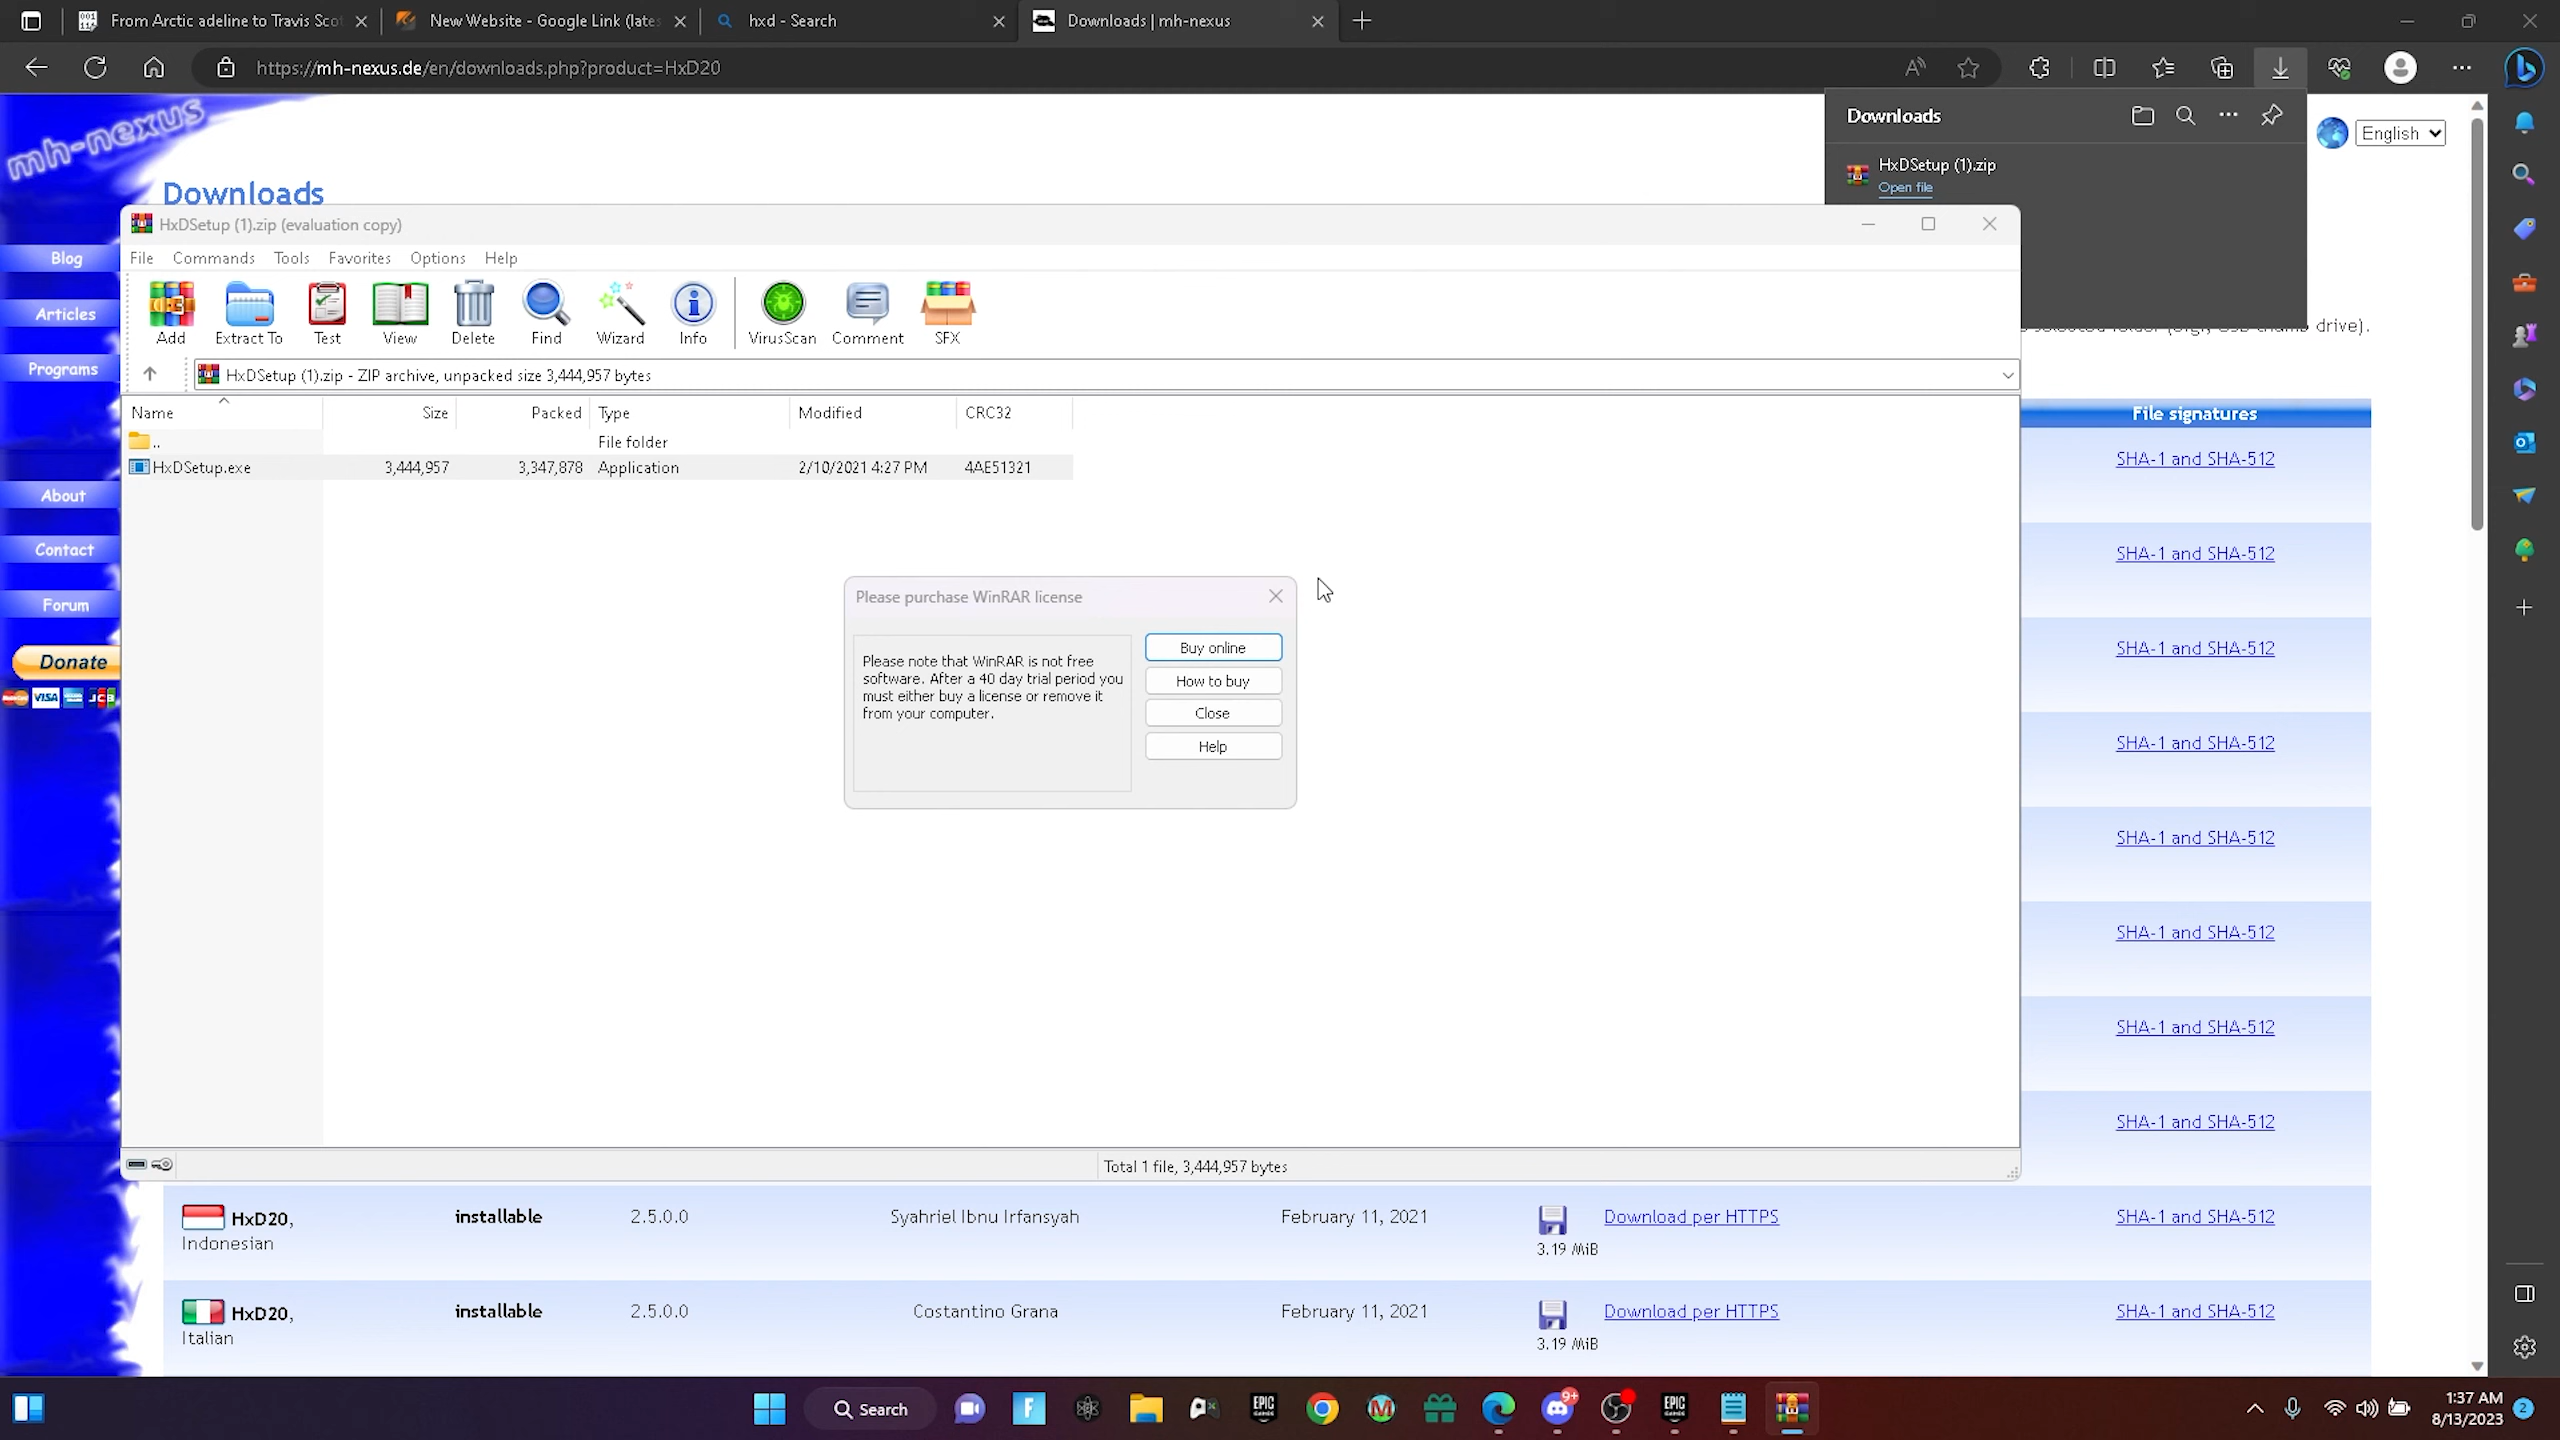 From Arctic adeline to Travis Scot
New Website - Google Link (lates
hxd - Search
Downloads | mh-nexus
https://mh-nexus.de/en/downloads.php?product=HxD20
mh-nexus
Downloads
Downloads
HxDSetup (1).zip
Open file
English
HxDSetup (1).zip (evaluation copy)
File Commands Tools Favorites Options Help
Add Extract To Test View Delete Find Wizard Info VirusScan Comment SFX
HxDSetup (1).zip - ZIP archive, unpacked size 3,444,957 bytes
Name Size Packed Type Modified CRC32
.. File folder
HxDSetup.exe 3,444,957 3,347,878 Application 2/10/2021 4:27 PM 4AE51321
Blog
Articles
Programs
About
Contact
Forum
Donate
VISA JCB
drive).
File signatures
SHA-1 and SHA-512
SHA-1 and SHA-512
SHA-1 and SHA-512
SHA-1 and SHA-512
SHA-1 and SHA-512
SHA-1 and SHA-512
SHA-1 and SHA-512
SHA-1 and SHA-512
Please purchase WinRAR license
Please note that WinRAR is not free
software. After a 40 day trial period you
must either buy a license or remove it
from your computer.
Buy online
How to buy
Close
Help
Total 1 file, 3,444,957 bytes
HxD20, installable 2.5.0.0 Syahriel Ibnu Irfansyah February 11, 2021 Download per HTTPS SHA-1 and SHA-512
Indonesian 3.19 MiB
HxD20, installable 2.5.0.0 Costantino Grana February 11, 2021 Download per HTTPS SHA-1 and SHA-512
Italian 3.19 MiB
Search
F
EPIC
GAMES
M
9+
EPIC
GAMES
1:37 AM
8/13/2023
2